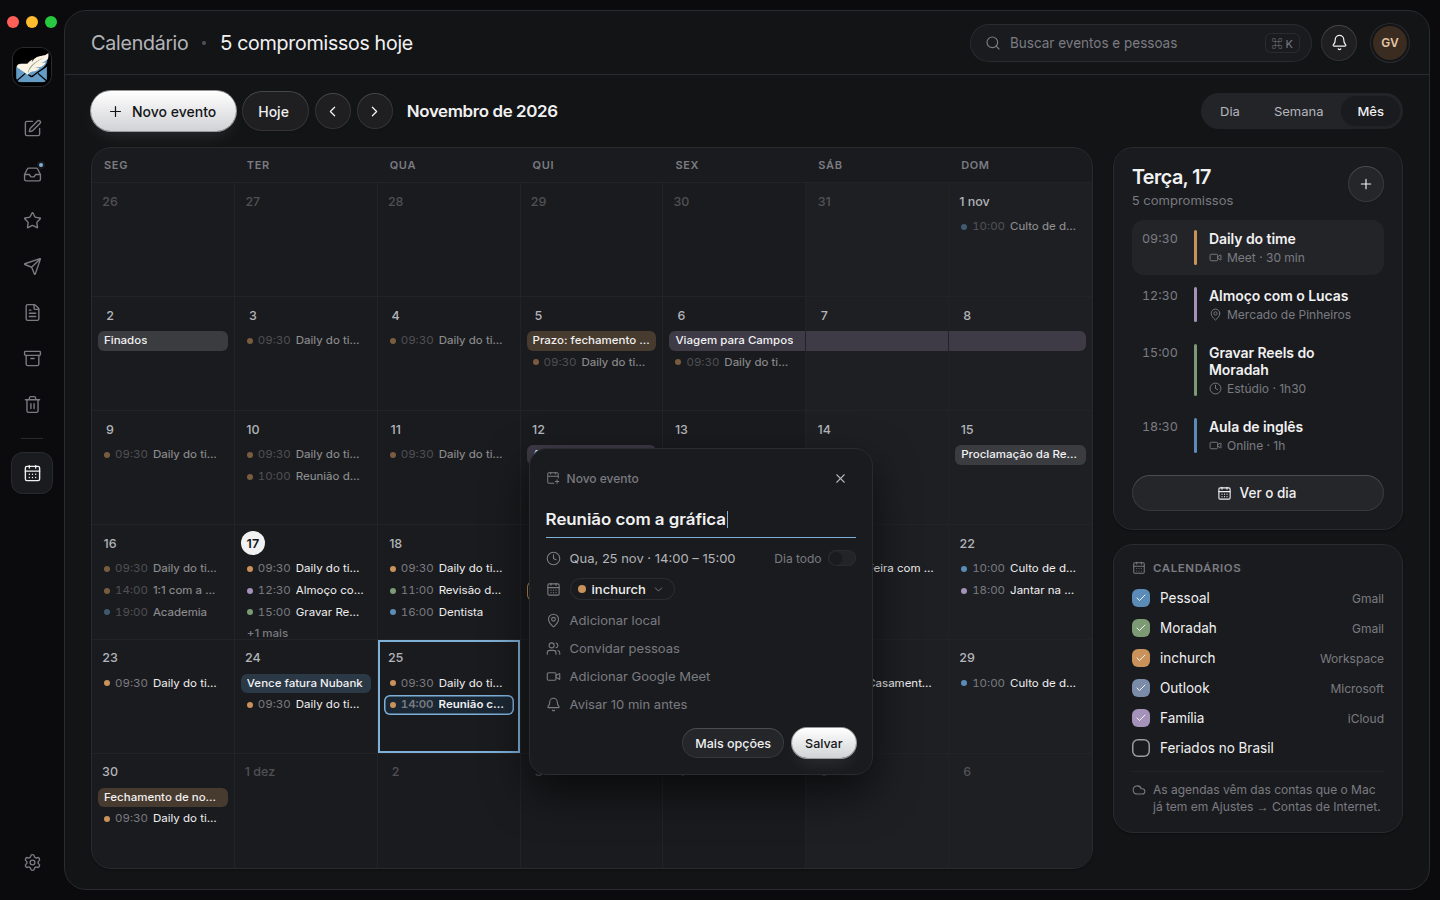 Calendário • 5 compromissos hoje
Buscar eventos e pessoas ⌘K
GV
Novo evento
Hoje
Novembro de 2026
Dia Semana Mês
SEG TER QUA QUI SEX SÁB DOM
26 27 28 29 30 31 1 nov
10:00 Culto de d...
2 3 4 5 6 7 8
Finados
09:30 Daily do ti...
09:30 Daily do ti...
Prazo: fechamento ...
Viagem para Campos
09:30 Daily do ti...
09:30 Daily do ti...
9 10 11 12 13 14 15
09:30 Daily do ti...
09:30 Daily do ti...
09:30 Daily do ti...
Proclamação da Re...
10:00 Reunião d...
16 17 18 22
09:30 Daily do ti...
09:30 Daily do ti...
09:30 Daily do ti...
eira com ...
10:00 Culto de d...
14:00 1:1 com a ...
12:30 Almoço co...
11:00 Revisão d...
18:00 Jantar na ...
19:00 Academia
15:00 Gravar Re...
16:00 Dentista
+1 mais
23 24 25 29
09:30 Daily do ti...
Vence fatura Nubank
09:30 Daily do ti...
asament...
10:00 Culto de d...
09:30 Daily do ti...
14:00 Reunião c...
30 1 dez 2 6
Fechamento de no...
09:30 Daily do ti...
Novo evento
Reunião com a gráfica
Qua, 25 nov · 14:00 – 15:00 Dia todo
inchurch
Adicionar local
Convidar pessoas
Adicionar Google Meet
Avisar 10 min antes
Mais opções Salvar
Terça, 17
5 compromissos
09:30 Daily do time
Meet · 30 min
12:30 Almoço com o Lucas
Mercado de Pinheiros
15:00 Gravar Reels do
Moradah
Estúdio · 1h30
18:30 Aula de inglês
Online · 1h
Ver o dia
CALENDÁRIOS
Pessoal Gmail
Moradah Gmail
inchurch Workspace
Outlook Microsoft
Família iCloud
Feriados no Brasil
As agendas vêm das contas que o Mac
já tem em Ajustes → Contas de Internet.